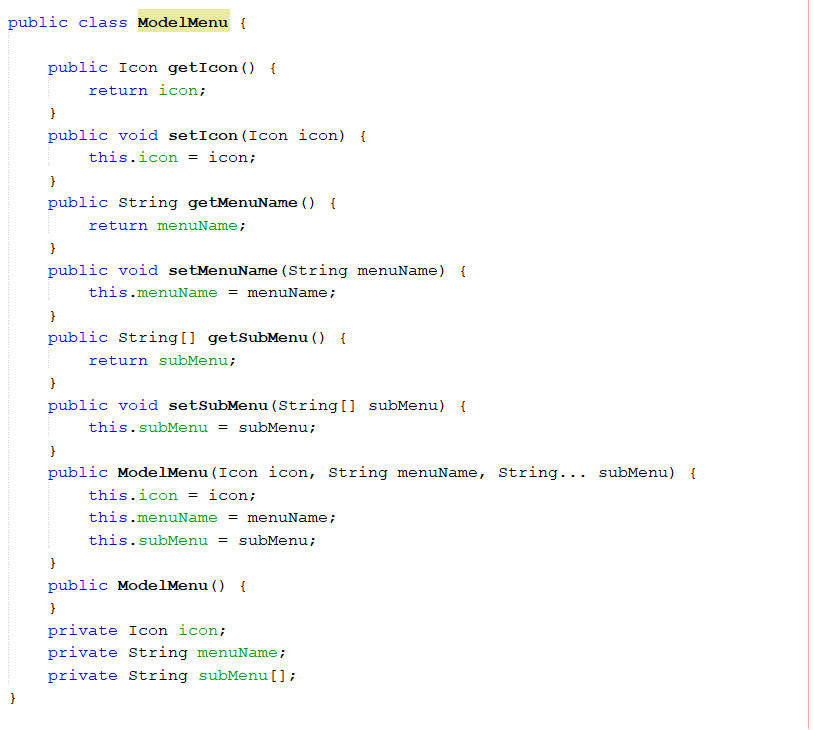 public class ModelMenu {
public Icon getIcon() {
return icon;
}
public void setIcon(Icon icon) {
this.icon = icon;
}
public String getMenuName() {
return menuName;
}
public void setMenuName(String menuName) {
this.menuName = menuName;
}
public String[] getSubMenu() {
return subMenu;
}
public void setSubMenu(String[] subMenu) {
this.subMenu = subMenu;
}
public ModelMenu(Icon icon, String menuName, String... subMenu) {
this.icon = icon;
this.menuName = menuName;
this.subMenu = subMenu;
}
public ModelMenu() {
}
private Icon icon;
private String menuName;
private String subMenu[];
}